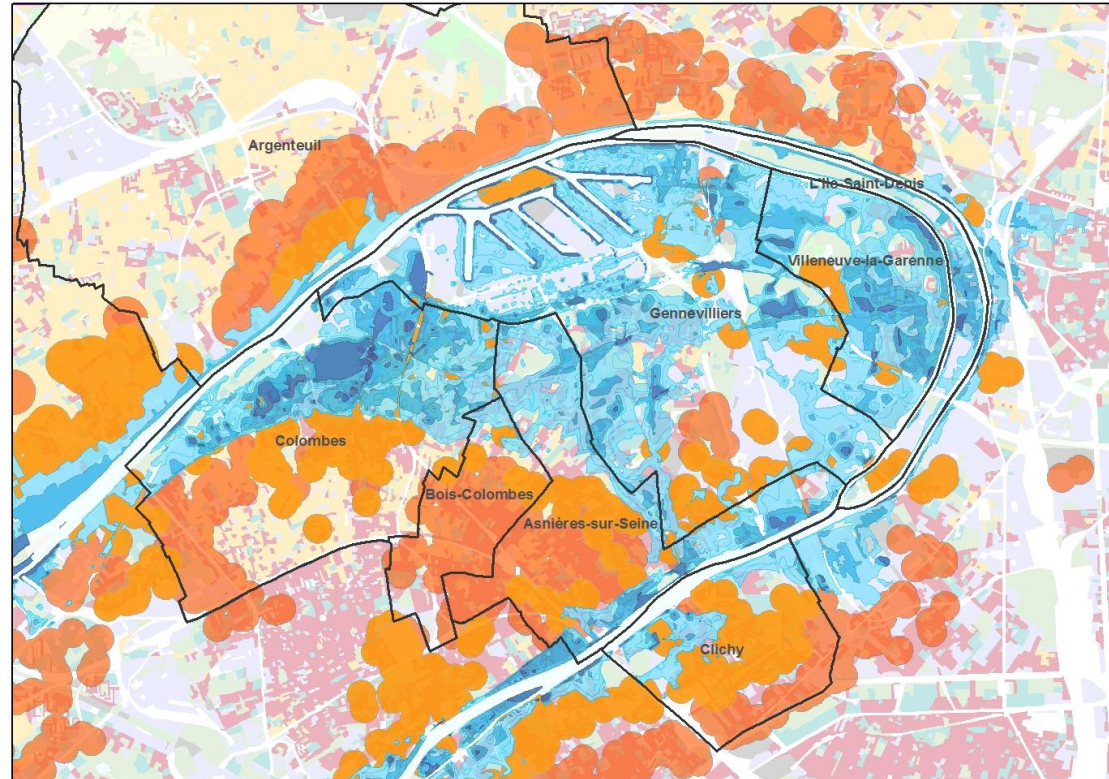 Argenteuil
L'Ile-Saint-Denis
Villeneuve-la-Garenne
Gennevilliers
Colombes
Bois-Colombes
Asnières-sur-Seine
Clichy